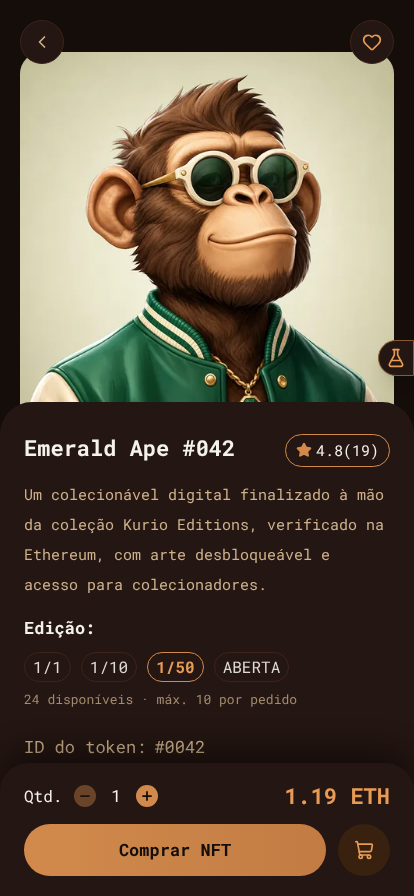 Emerald Ape #042
4.8(19)
Um colecionável digital finalizado à mão
da coleção Kurio Editions, verificado na
Ethereum, com arte desbloqueável e
acesso para colecionadores.
Edição:
1/1 1/10 1/50 ABERTA
24 disponíveis · máx. 10 por pedido
ID do token: #0042
Qtd. − 1 + 1.19 ETH
Comprar NFT